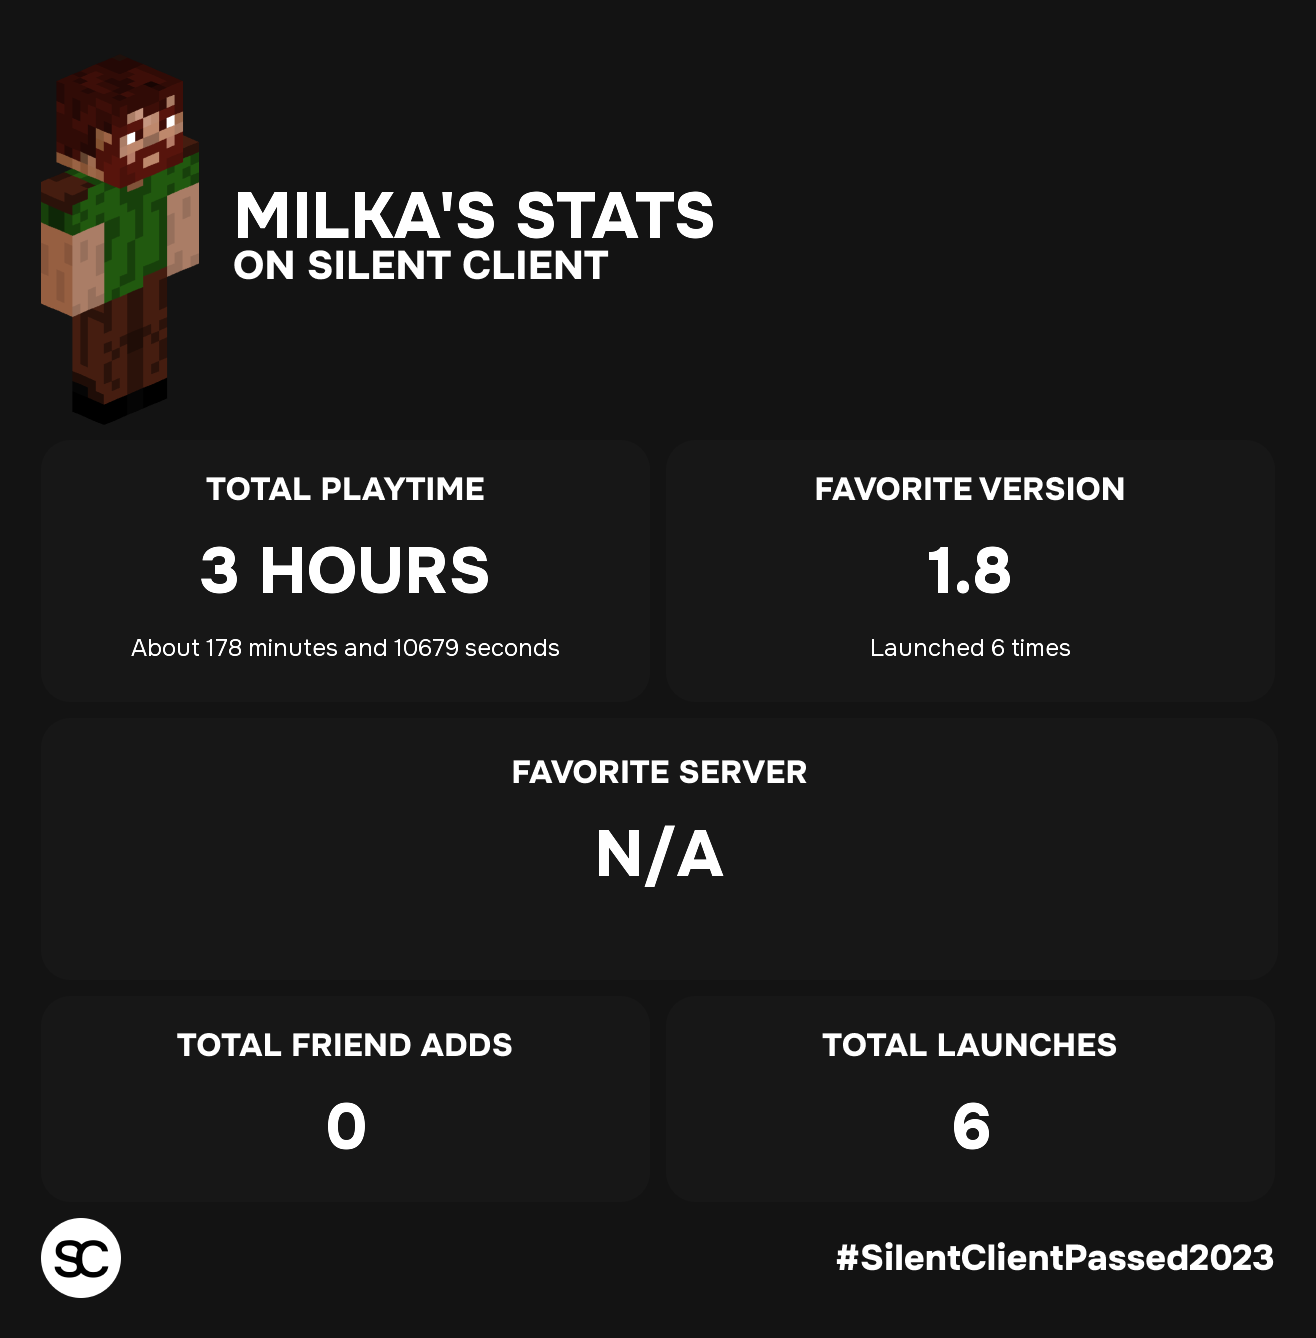 MILKA'S STATS
ON SILENT CLIENT
TOTAL PLAYTIME
3 HOURS
About 178 minutes and 10679 seconds
FAVORITE VERSION
1.8
Launched 6 times
FAVORITE SERVER
N/A
TOTAL FRIEND ADDS
0
TOTAL LAUNCHES
6
SC
#SilentClientPassed2023